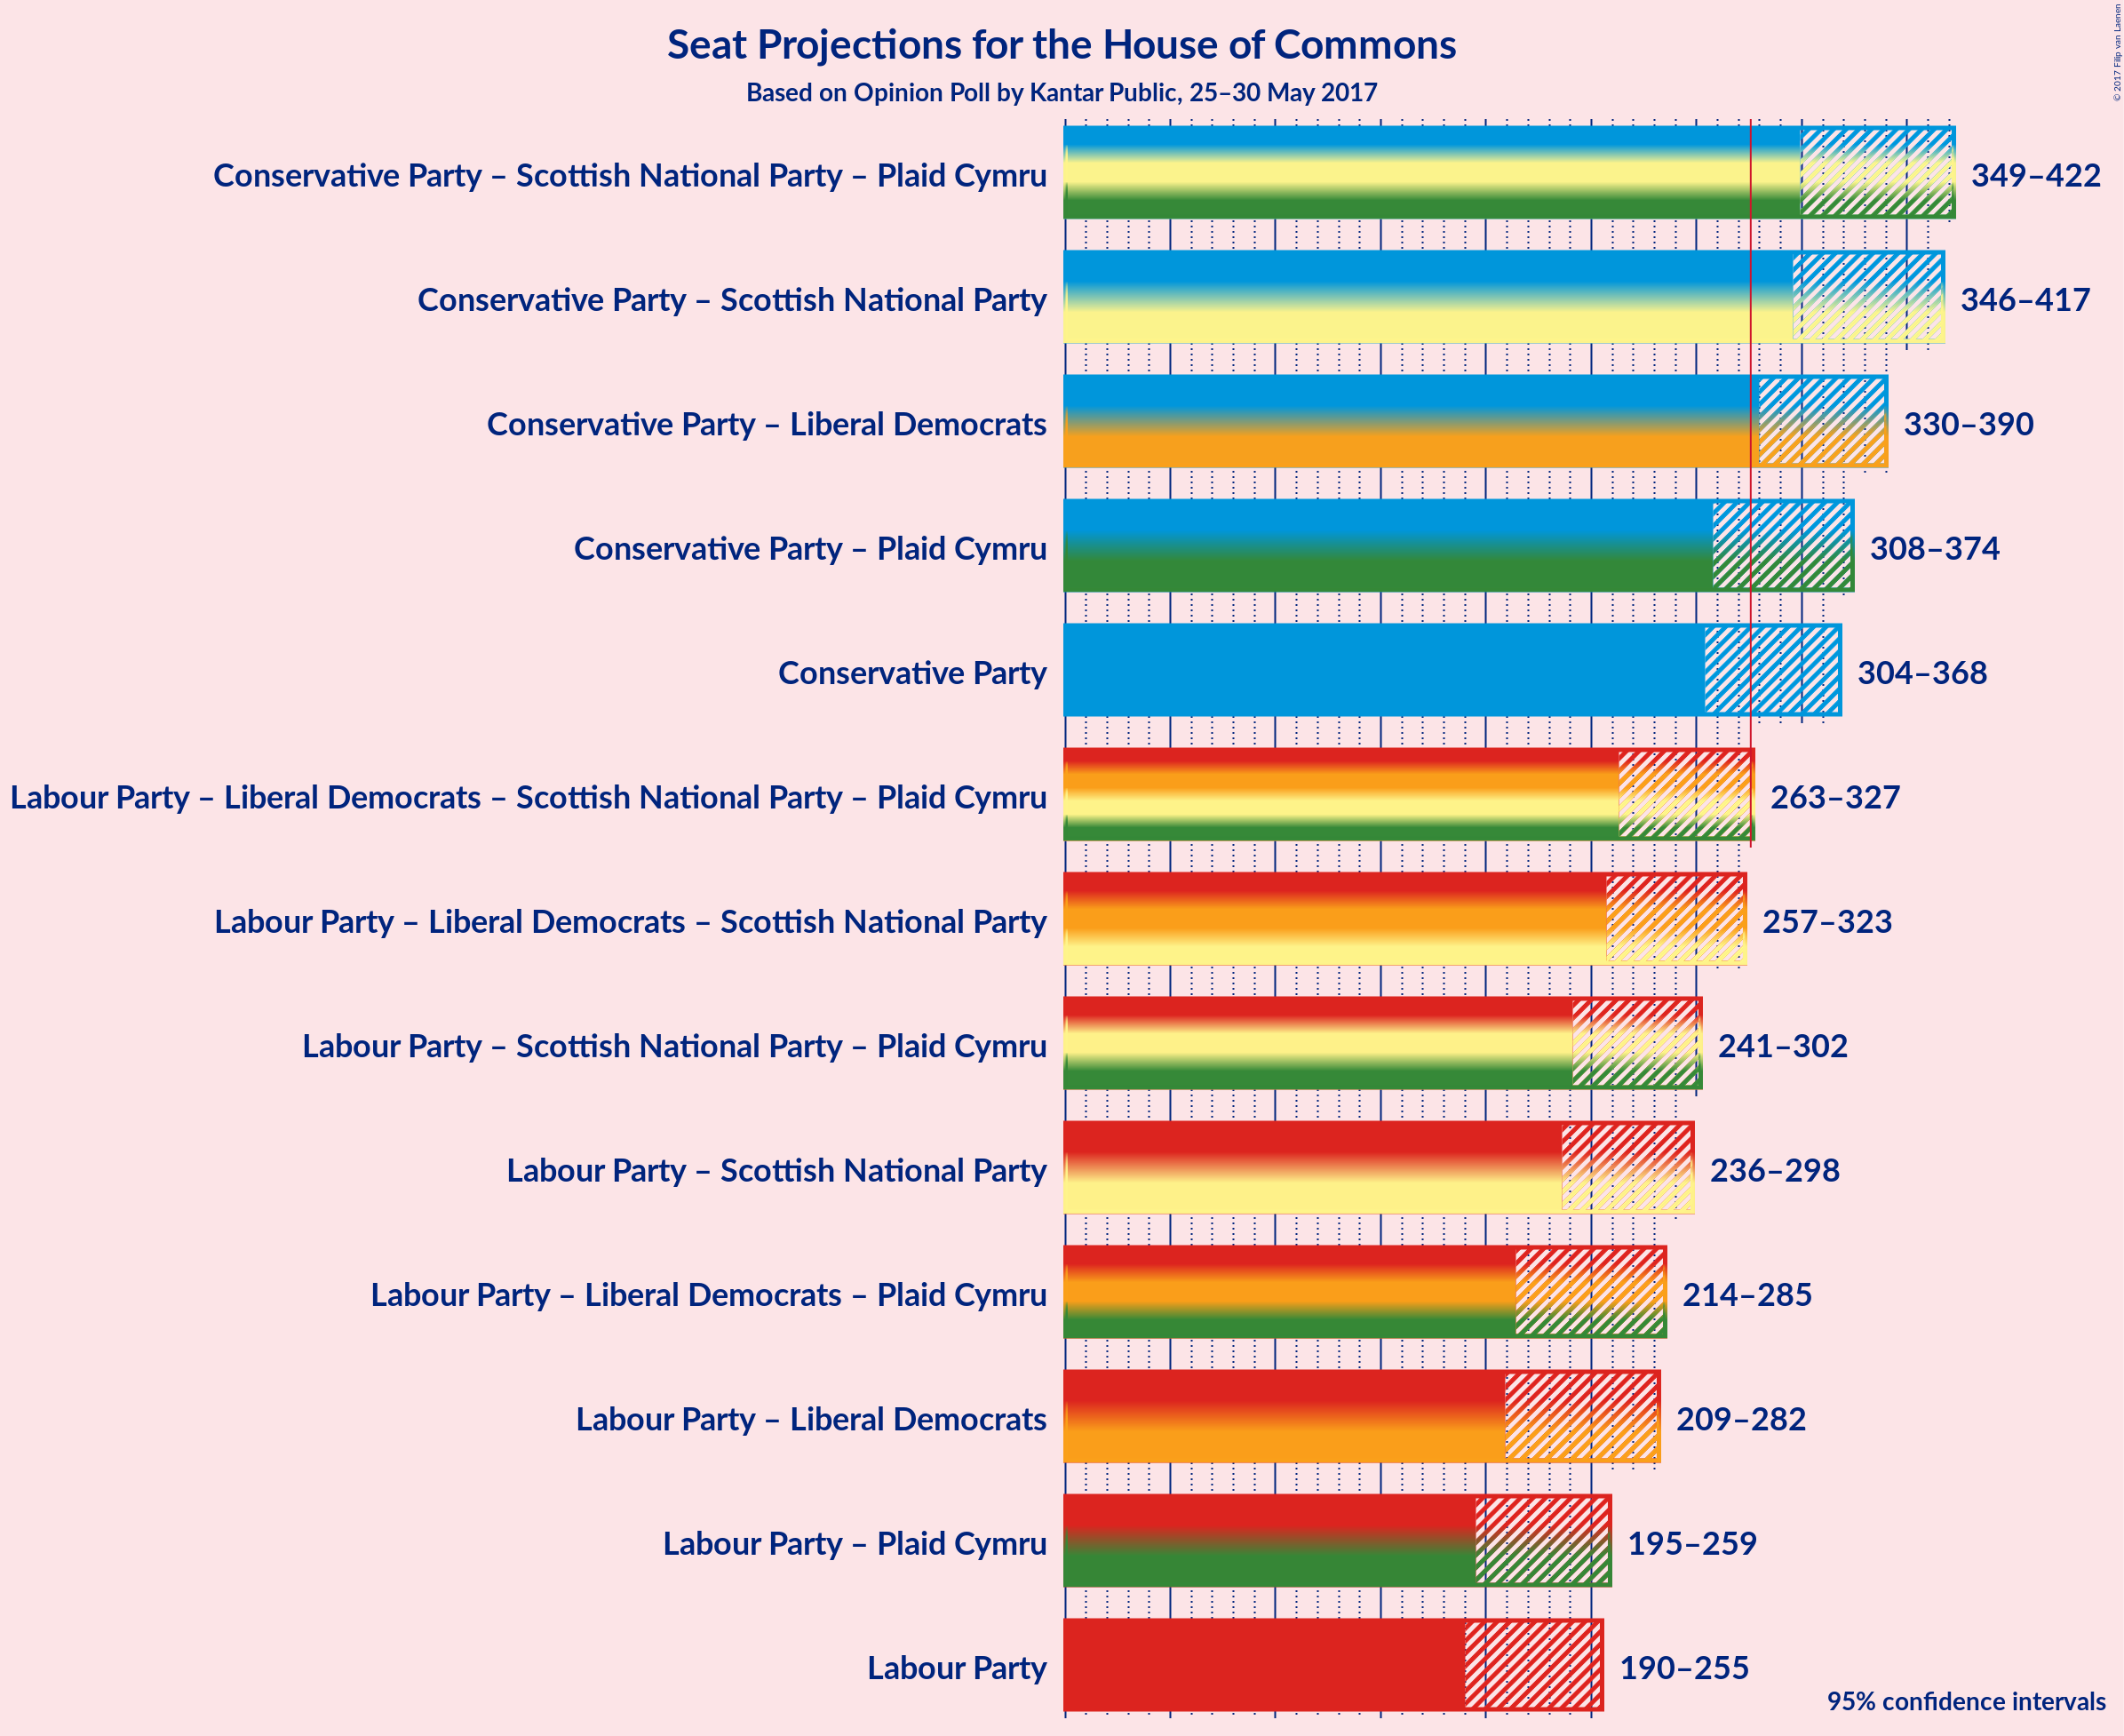 Seat Projections for the House of Commons
Based on Opinion Poll by Kantar Public, 25–30 May 2017
© 2017 Filip van Laenen
Conservative Party – Scottish National Party – Plaid Cymru 349–422
Conservative Party – Scottish National Party 346–417
Conservative Party – Liberal Democrats 330–390
Conservative Party – Plaid Cymru 308–374
Conservative Party 304–368
Labour Party – Liberal Democrats – Scottish National Party – Plaid Cymru 263–327
Labour Party – Liberal Democrats – Scottish National Party 257–323
Labour Party – Scottish National Party – Plaid Cymru 241–302
Labour Party – Scottish National Party 236–298
Labour Party – Liberal Democrats – Plaid Cymru 214–285
Labour Party – Liberal Democrats 209–282
Labour Party – Plaid Cymru 195–259
Labour Party 190–255
95% confidence intervals